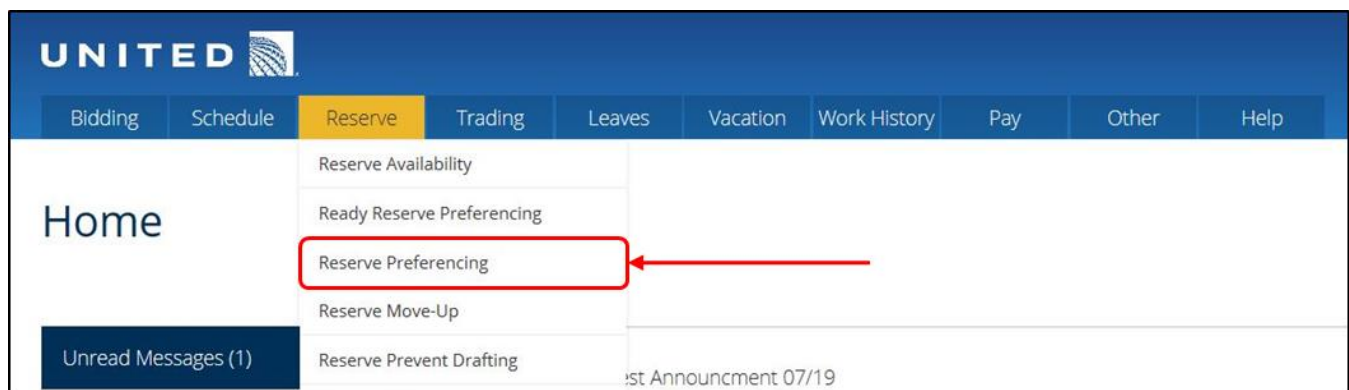 UNITED
Bidding Schedule Reserve Trading Leaves Vacation Work History Pay Other Help
Reserve Availability
Home
Ready Reserve Preferencing
Reserve Preferencing
Reserve Move-Up
Unread Messages (1)
Reserve Prevent Drafting
est Announcment 07/19